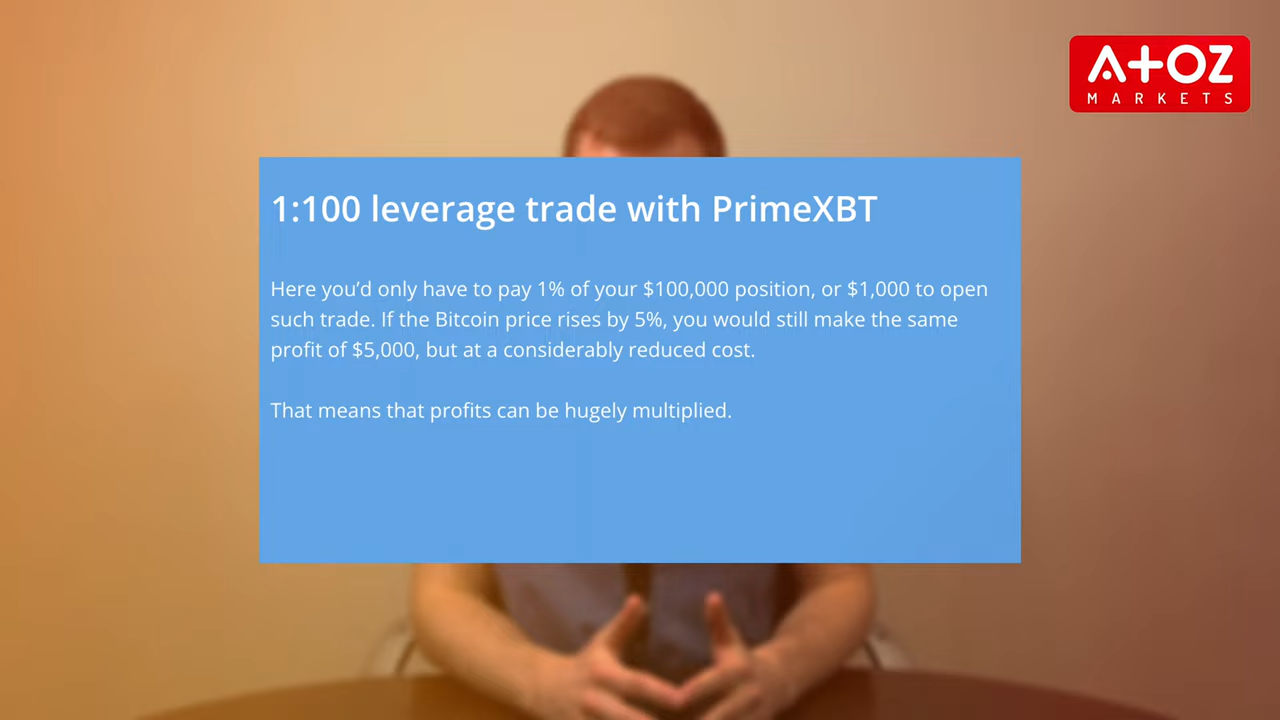 A+OZ
MARKETS
1:100 leverage trade with PrimeXBT
Here you’d only have to pay 1% of your $100,000 position, or $1,000 to open
such trade. If the Bitcoin price rises by 5%, you would still make the same
profit of $5,000, but at a considerably reduced cost.
That means that profits can be hugely multiplied.